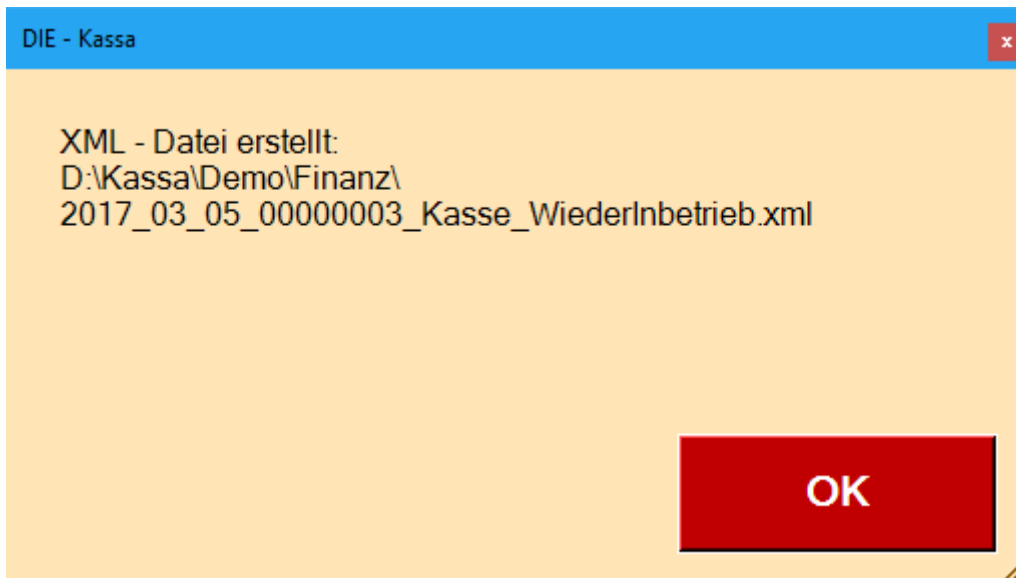 DIE - Kassa
x
XML - Datei erstellt:
D:\Kassa\Demo\Finanz\
2017_03_05_00000003_Kasse_WiederInbetrieb.xml
OK